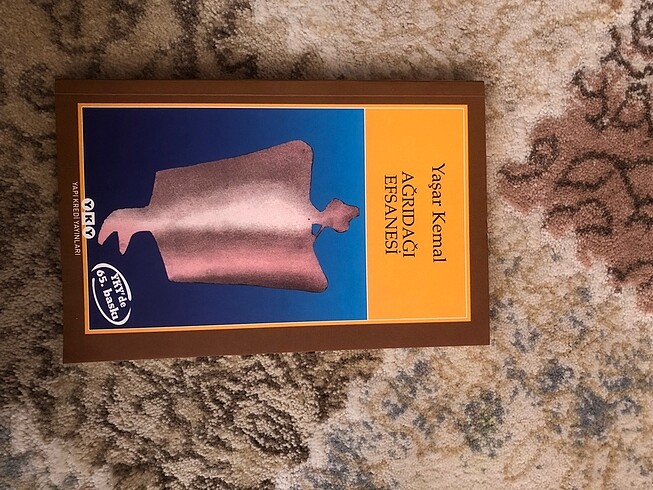 Yaşar Kemal
AĞRIDAĞI
EFSANESİ
YKY
YAPI KREDİ YAYINLARI
YKY'de
65. baskı